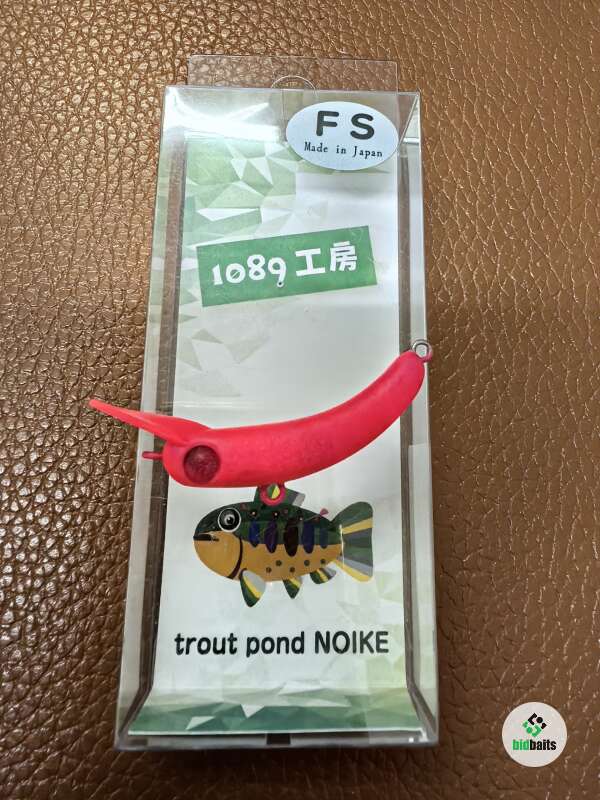 FS
Made in Japan
1089工房
trout pond NOIKE
bidbaits